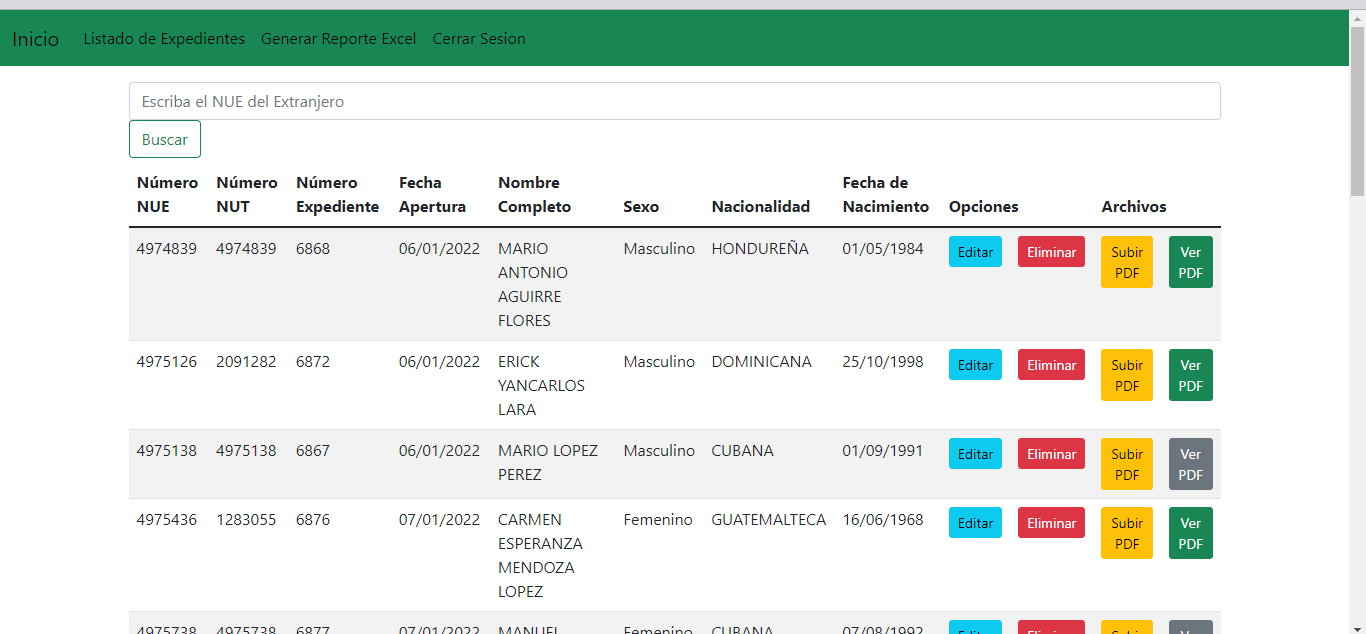 Inicio Listado de Expedientes Generar Reporte Excel Cerrar Sesion
Escriba el NUE del Extranjero
Buscar
Número NUE Número NUT Número Expediente Fecha Apertura Nombre Completo Sexo Nacionalidad Fecha de Nacimiento Opciones Archivos
4974839 4974839 6868 06/01/2022 MARIO ANTONIO AGUIRRE FLORES Masculino HONDUREÑA 01/05/1984 Editar Eliminar Subir PDF Ver PDF
4975126 2091282 6872 06/01/2022 ERICK YANCARLOS LARA Masculino DOMINICANA 25/10/1998 Editar Eliminar Subir PDF Ver PDF
4975138 4975138 6867 06/01/2022 MARIO LOPEZ PEREZ Masculino CUBANA 01/09/1991 Editar Eliminar Subir PDF Ver PDF
4975436 1283055 6876 07/01/2022 CARMEN ESPERANZA MENDOZA LOPEZ Femenino GUATEMALTECA 16/06/1968 Editar Eliminar Subir PDF Ver PDF
4975738 4975738 6877 07/01/2022 MANUEL Femenino CUBANA 07/08/1992 Editar Eliminar Subir Ver